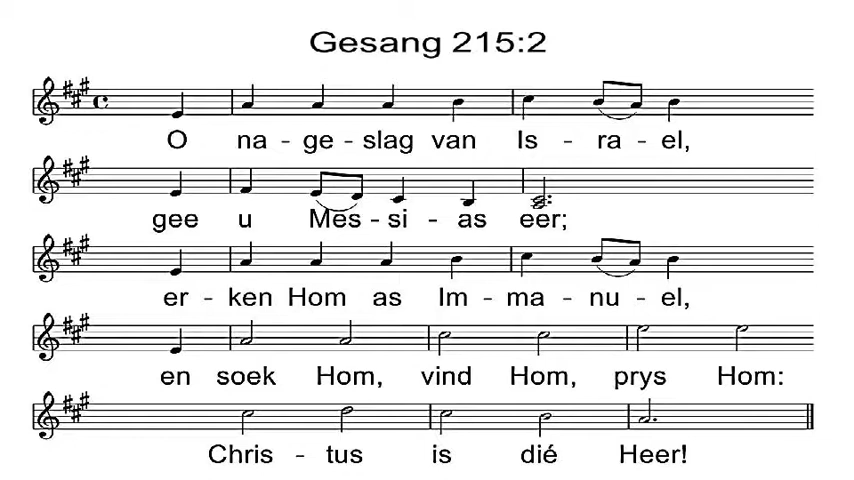 Gesang 215:2
O na - ge - slag van Is - ra - el,
gee u Mes - si - as eer;
er - ken Hom as Im - ma - nu - el,
en soek Hom, vind Hom, prys Hom:
Chris - tus is dié Heer!